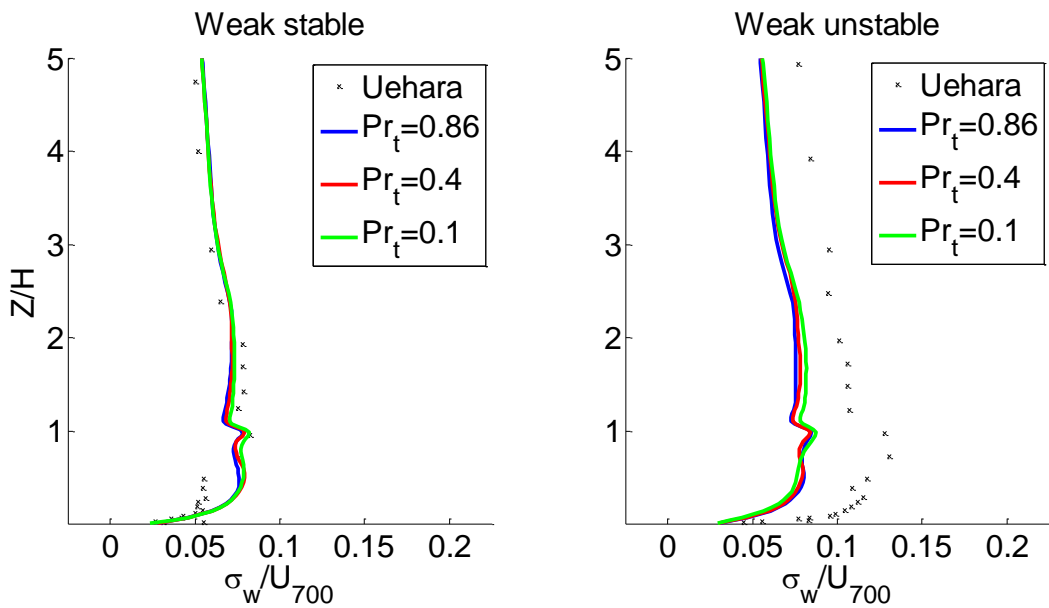 Weak stable
5
4
3
2
1
Z/H
0
0.05
0.1
0.15
0.2
σw/U700
Uehara
Prt=0.86
Prt=0.4
Prt=0.1
Weak unstable
5
4
3
2
1
0
0.05
0.1
0.15
0.2
σw/U700
Uehara
Prt=0.86
Prt=0.4
Prt=0.1